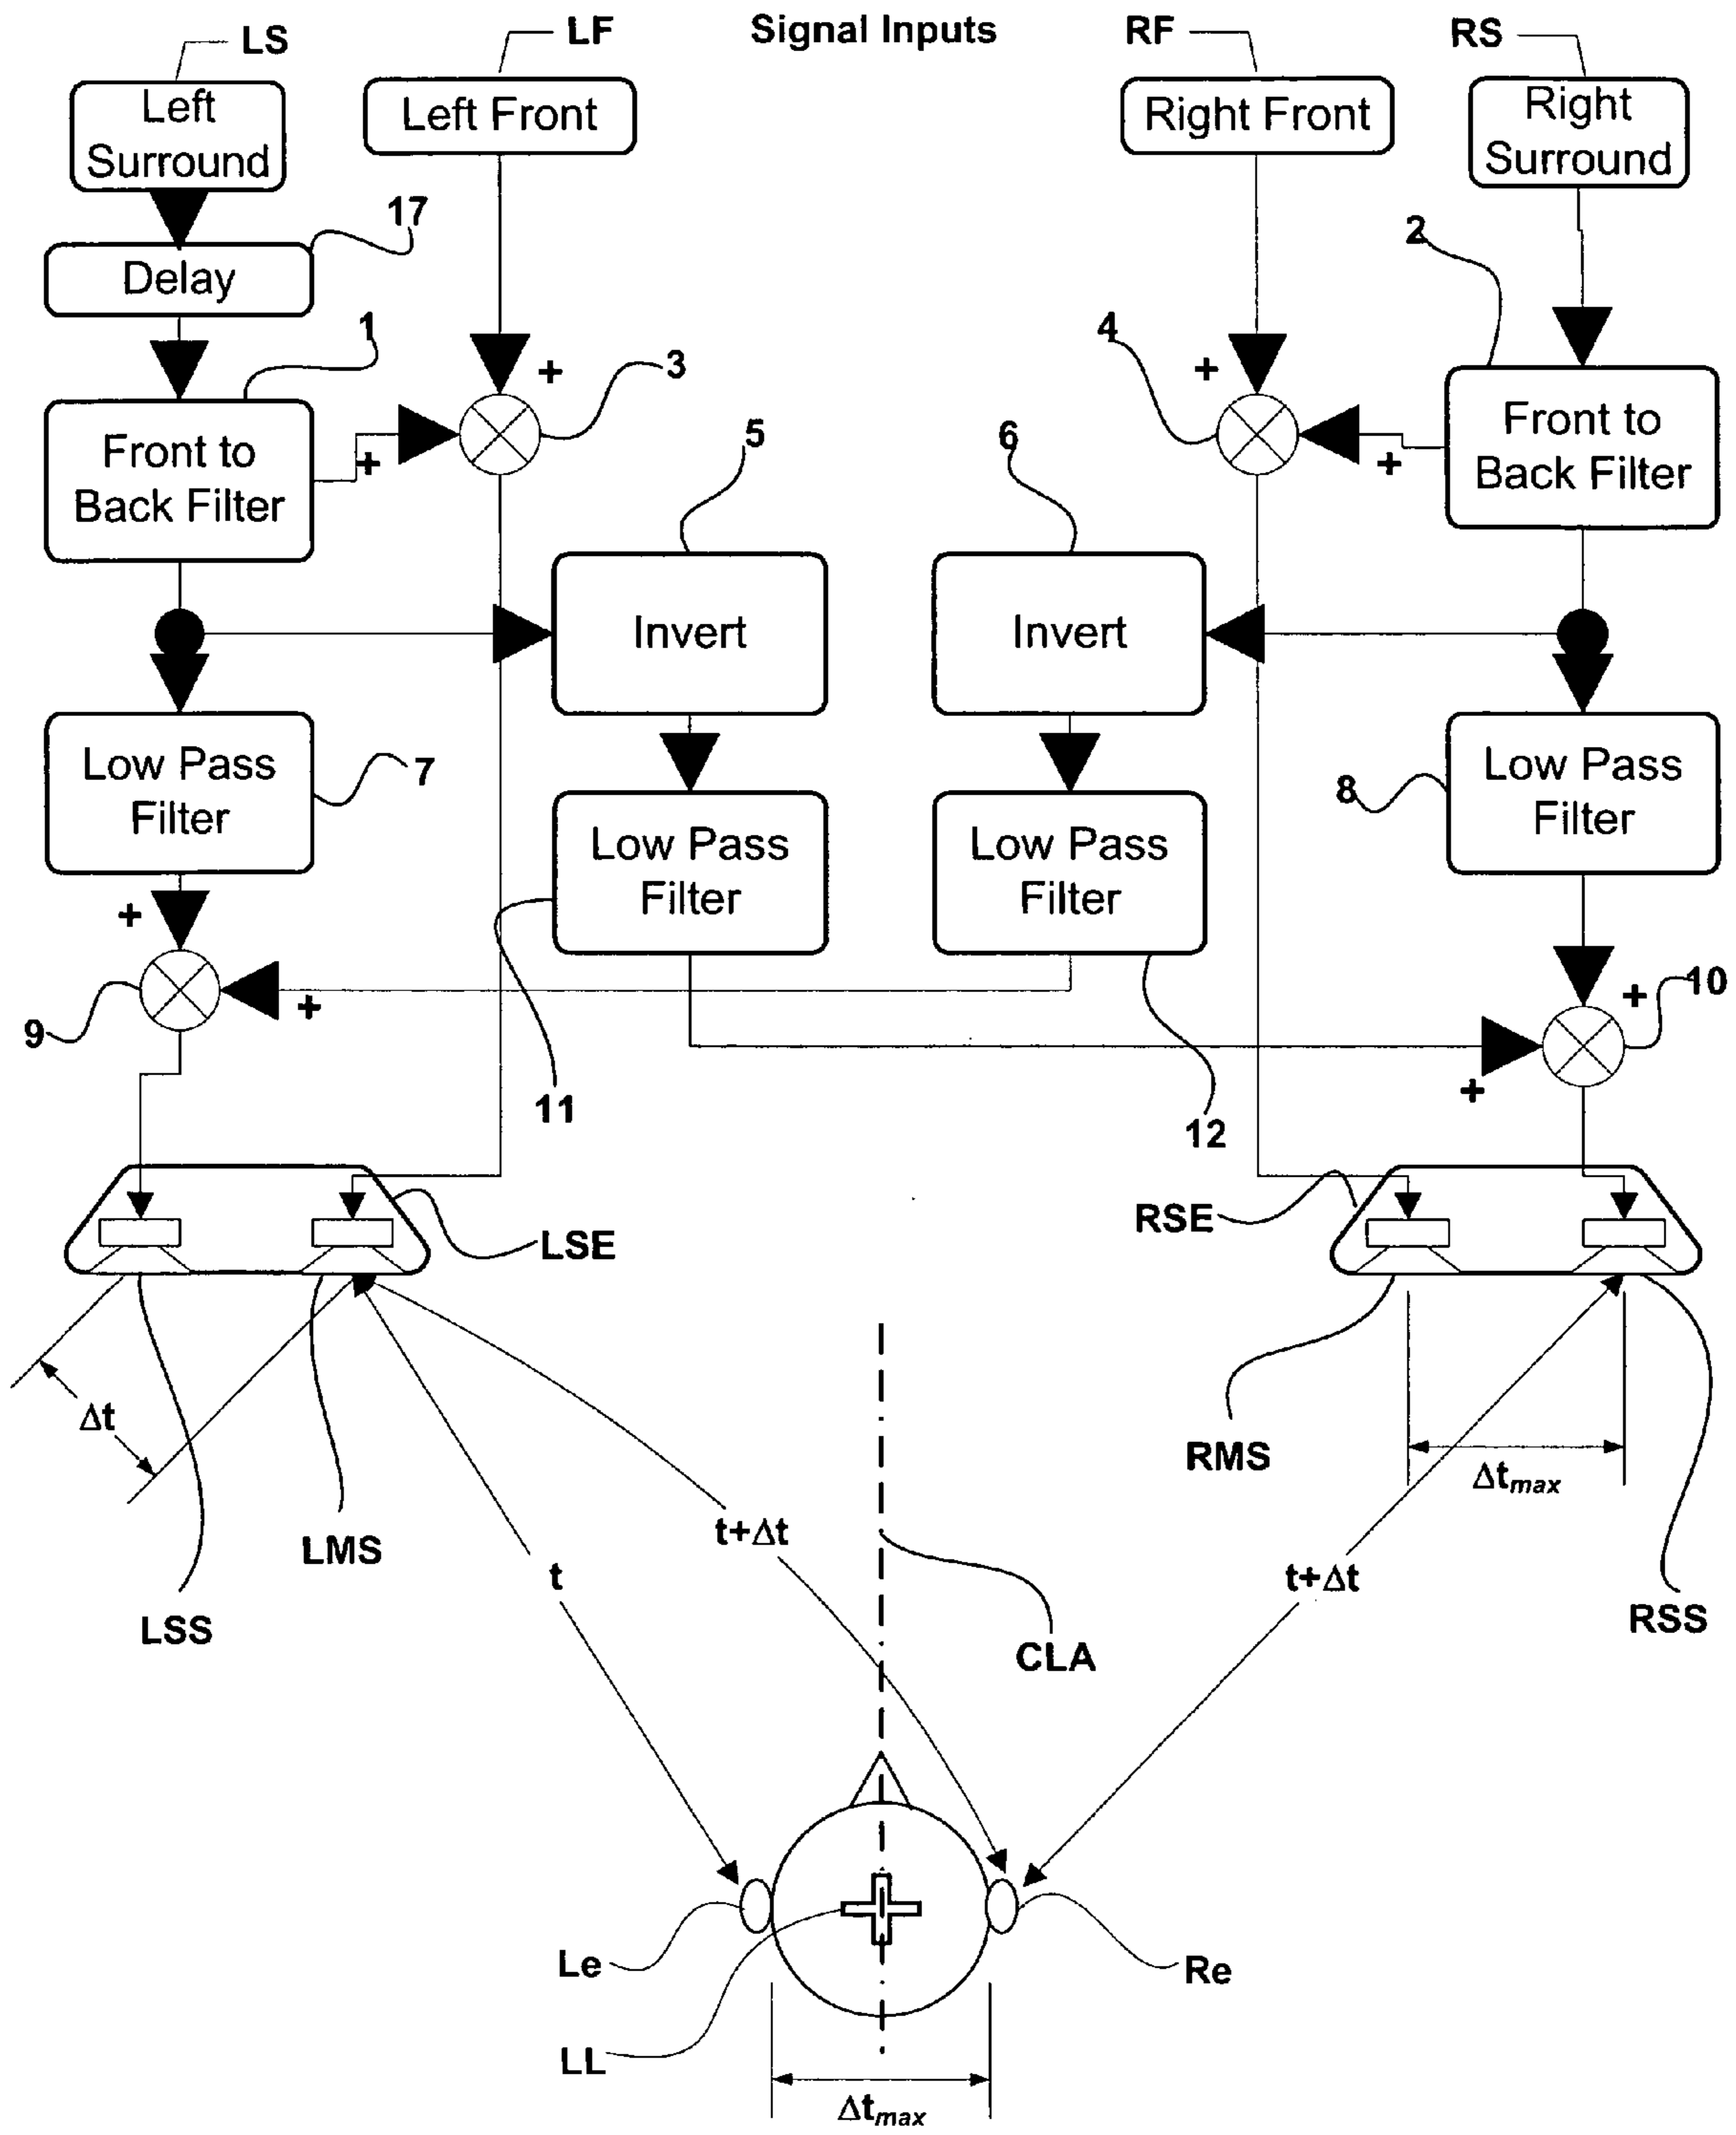 LS
LF
Signal Inputs
RF
RS
Left
Surround
Left Front
Right Front
Right
Surround
17
2
Delay
1
4
+
3
+
+
+
Front to
Back Filter
5
6
Front to
Back Filter
Invert
Invert
Low Pass
Filter
7
8
Low Pass
Filter
Low Pass
Filter
Low Pass
Filter
+
9
+
+
10
+
11
12
LSE
RSE
Δt
RMS
Δtmax
LMS
t+Δt
t
t+Δt
LSS
CLA
RSS
Le
Re
LL
Δtmax